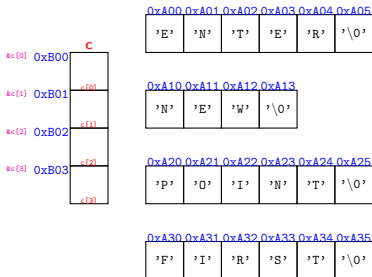 0xA00 0xA01 0xA02 0xA03 0xA04 0xA05
'E' 'N' 'T' 'E' 'R' '\0'
C
&c[0] 0xB00
c[0]
&c[1] 0xB01
c[1]
&c[2] 0xB02
c[2]
&c[3] 0xB03
c[3]
0xA10 0xA11 0xA12 0xA13
'N' 'E' 'W' '\0'
0xA20 0xA21 0xA22 0xA23 0xA24 0xA25
'P' 'O' 'I' 'N' 'T' '\0'
0xA30 0xA31 0xA32 0xA33 0xA34 0xA35
'F' 'I' 'R' 'S' 'T' '\0'